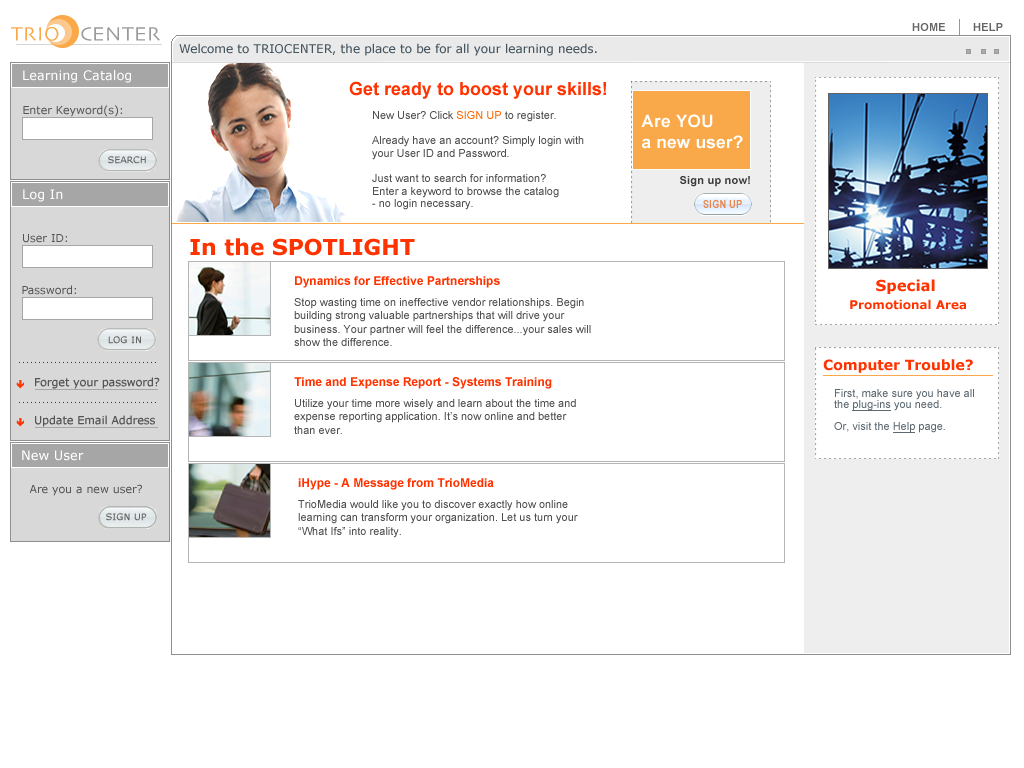 TRIO CENTER
HOME
HELP
Welcome to TRIOCENTER, the place to be for all your learning needs.
Learning Catalog
Enter Keyword(s):
SEARCH
Log In
User ID:
Password:
LOG IN
Forget your password?
Update Email Address
New User
Are you a new user?
SIGN UP
Get ready to boost your skills!
New User? Click SIGN UP to register.
Already have an account? Simply login with
your User ID and Password.
Just want to search for information?
Enter a keyword to browse the catalog
- no login necessary.
Are YOU
a new user?
Sign up now!
SIGN UP
In the SPOTLIGHT
Dynamics for Effective Partnerships
Stop wasting time on ineffective vendor relationships. Begin
building strong valuable partnerships that will drive your
business. Your partner will feel the difference...your sales will
show the difference.
Time and Expense Report - Systems Training
Utilize your time more wisely and learn about the time and
expense reporting application. It's now online and better
than ever.
iHype - A Message from TrioMedia
TrioMedia would like you to discover exactly how online
learning can transform your organization. Let us turn your
“What Ifs” into reality.
Special
Promotional Area
Computer Trouble?
First, make sure you have all
the plug-ins you need.
Or, visit the Help page.